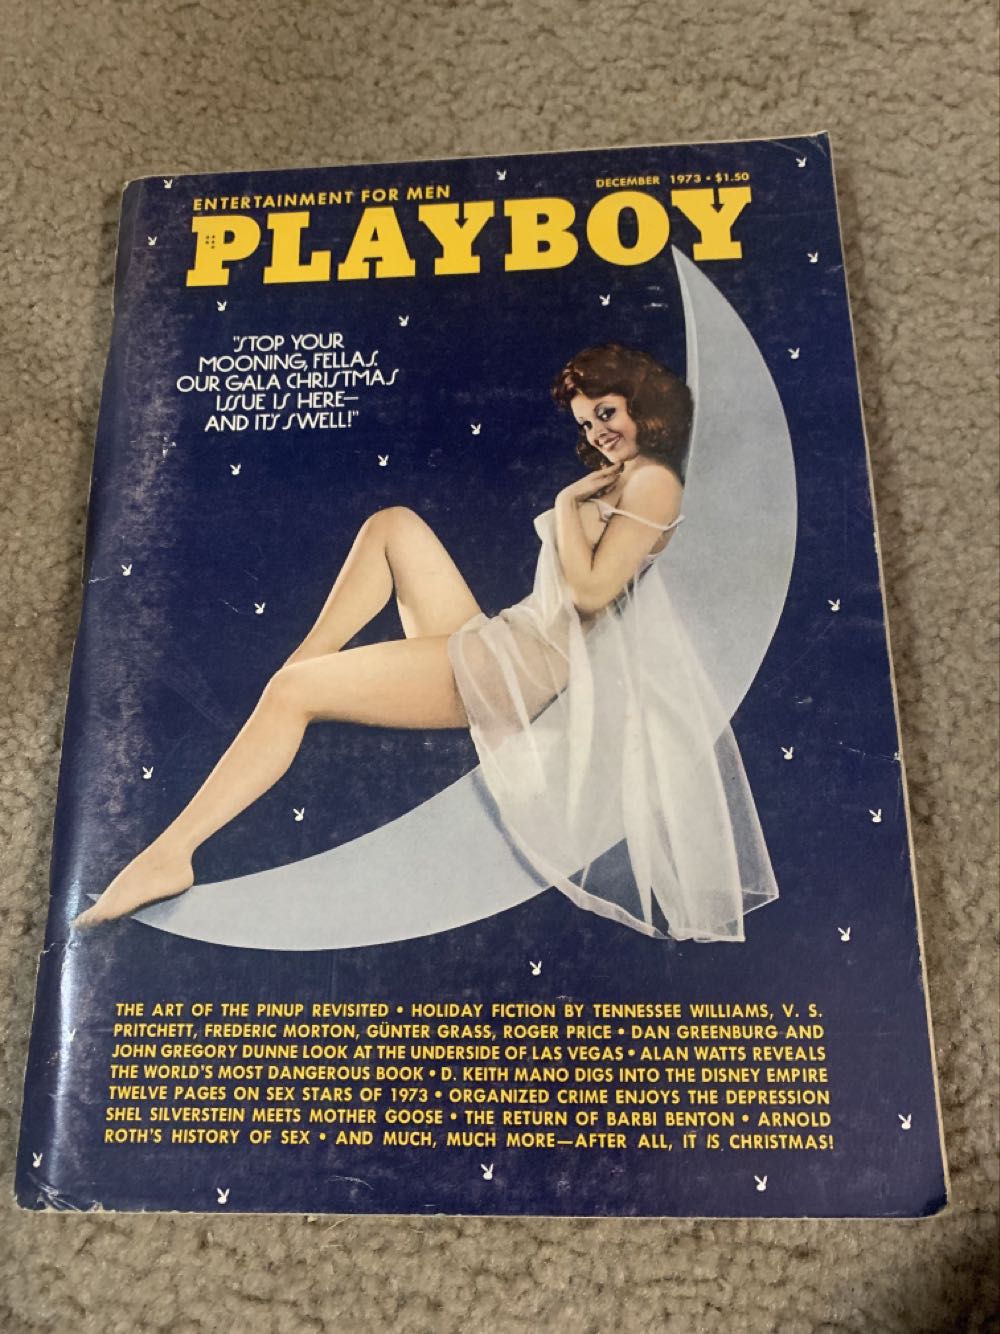 ENTERTAINMENT FOR MEN
DECEMBER 1973 • $1.50
PLAYBOY
"STOP YOUR
MOONING, FELLAS.
OUR GALA CHRISTMAS
ISSUE IS HERE—
AND IT'S SWELL!"
THE ART OF THE PINUP REVISITED • HOLIDAY FICTION BY TENNESSEE WILLIAMS, V. S.
PRITCHETT, FREDERIC MORTON, GÜNTER GRASS, ROGER PRICE • DAN GREENBURG AND
JOHN GREGORY DUNNE LOOK AT THE UNDERSIDE OF LAS VEGAS • ALAN WATTS REVEALS
THE WORLD'S MOST DANGEROUS BOOK • D. KEITH MANO DIGS INTO THE DISNEY EMPIRE
TWELVE PAGES ON SEX STARS OF 1973 • ORGANIZED CRIME ENJOYS THE DEPRESSION
SHEL SILVERSTEIN MEETS MOTHER GOOSE • THE RETURN OF BARBI BENTON • ARNOLD
ROTH'S HISTORY OF SEX • AND MUCH, MUCH MORE—AFTER ALL, IT IS CHRISTMAS!